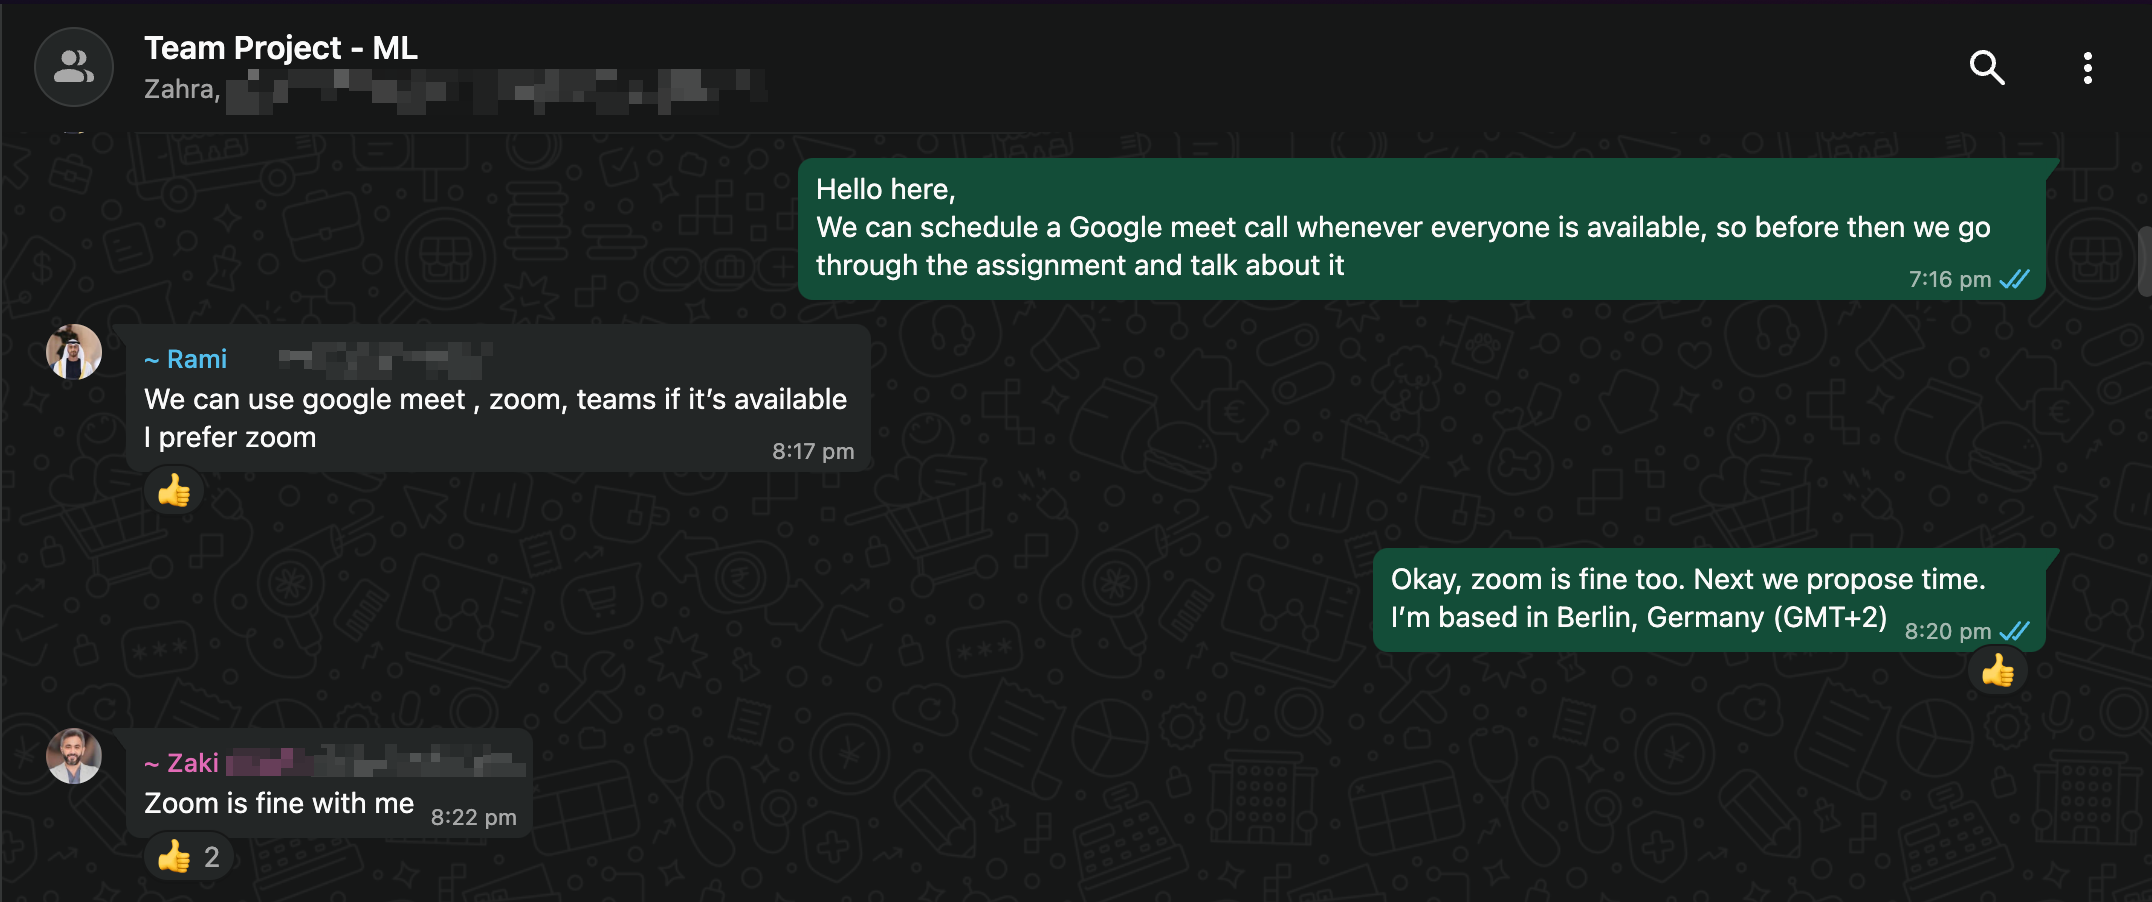 Team Project - ML
Zahra,
Hello here,
We can schedule a Google meet call whenever everyone is available, so before then we go
through the assignment and talk about it
7:16 pm
~ Rami
We can use google meet , zoom, teams if it’s available
I prefer zoom
8:17 pm
Okay, zoom is fine too. Next we propose time.
I’m based in Berlin, Germany (GMT+2)
8:20 pm
~ Zaki
Zoom is fine with me
8:22 pm
2